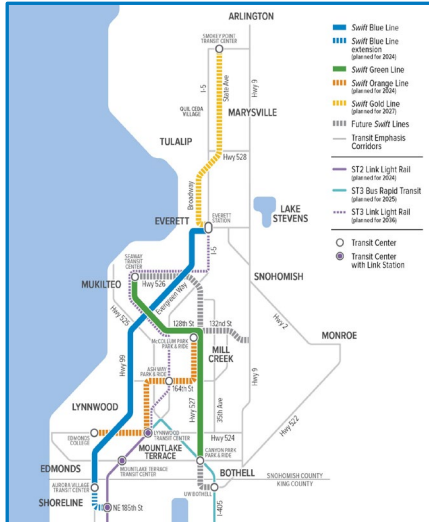 ARLINGTON
SMOKEY POINT
TRANSIT CENTER
I-5
State Ave
Hwy 9
QUIL CEDA
VILLAGE
MARYSVILLE
TULALIP
Hwy 528
Broadway
EVERETT
EVERETT
STATION
LAKE
STEVENS
SEAWAY
TRANSIT
CENTER
I-5
MUKILTEO
Hwy 526
Evergreen Way
SNOHOMISH
Hwy 525
128th St
132nd St
Hwy 2
McCOLLUM PARK
PARK & RIDE
MILL
CREEK
MONROE
Hwy 99
ASH WAY
PARK & RIDE
164th St
Hwy 527
35th Ave
Hwy 9
LYNNWOOD
Hwy 522
EDMONDS
COLLEGE
LYNNWOOD
TRANSIT CENTER
Hwy 524
MOUNTLAKE
TERRACE
CANYON PARK
PARK & RIDE
EDMONDS
MOUNTLAKE TERRACE
TRANSIT CENTER
BOTHELL
SNOHOMISH COUNTY
KING COUNTY
AURORA VILLAGE
TRANSIT CENTER
UW BOTHELL
SHORELINE
NE 185th St
I-405
Swift Blue Line
Swift Blue Line
extension
(planned for 2024)
Swift Green Line
Swift Orange Line
(planned for 2024)
Swift Gold Line
(planned for 2027)
Future Swift Lines
Transit Emphasis
Corridors
ST2 Link Light Rail
(planned for 2024)
ST3 Bus Rapid Transit
(planned for 2025)
ST3 Link Light Rail
(planned for 2036)
Transit Center
Transit Center
with Link Station